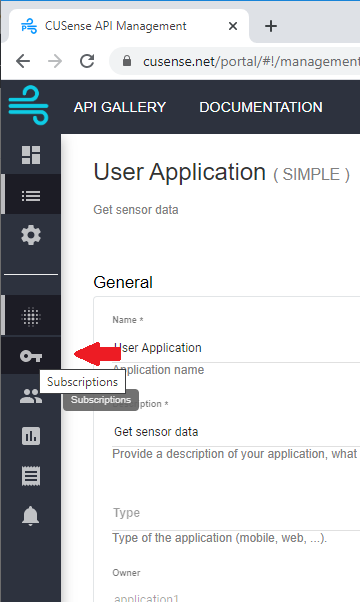 CUSense API Management
cusense.net/portal/#!/management
API GALLERY DOCUMENTATION
User Application ( SIMPLE )
Get sensor data
General
Name *
User Application
Application name
Subscriptions
Subscriptions
Description *
Get sensor data
Provide a description of your application, what
Type
Type of the application (mobile, web, ...).
Owner
application1